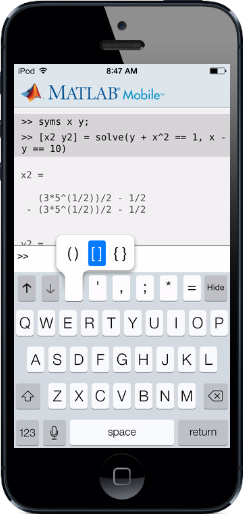 iPod 8:47 AM
MATLAB Mobile™
>> syms x y;
>> [x2 y2] = solve(y + x^2 == 1, x -
y == 10)
x2 =
(3*5^(1/2))/2 - 1/2
- (3*5^(1/2))/2 - 1/2
y2 =
() [] {}
>>
↑ ↓ ' , ; * = Hide
Q W E R T Y U I O P
A S D F G H J K L
Z X C V B N M
123 space return